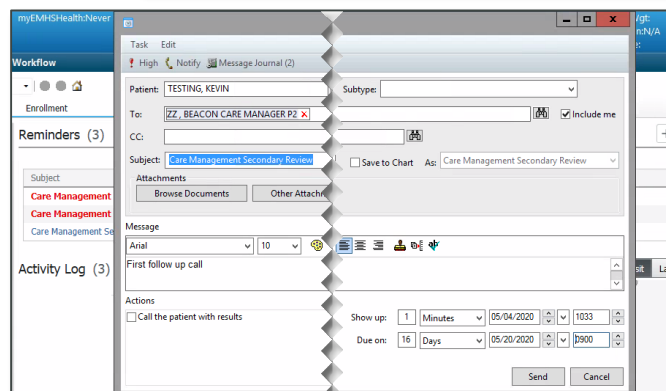 myEMHSHealth:Never
Wgt:
n:N/A
Workflow
Enrollment
Reminders (3)
Subject
Care Management
Care Management
Care Management Se
Activity Log (3)
Task Edit
High Notify Message Journal (2)
Patient: TESTING, KEVIN Subtype:
To: ZZ , BEACON CARE MANAGER P2 Include me
CC:
Subject: Care Management Secondary Review Save to Chart As: Care Management Secondary Review
Attachments
Browse Documents Other Attach
Message
Arial 10
First follow up call
Actions
Call the patient with results
Show up: 1 Minutes 05/04/2020 1033
Due on: 16 Days 05/20/2020 0900
Send Cancel
sit La